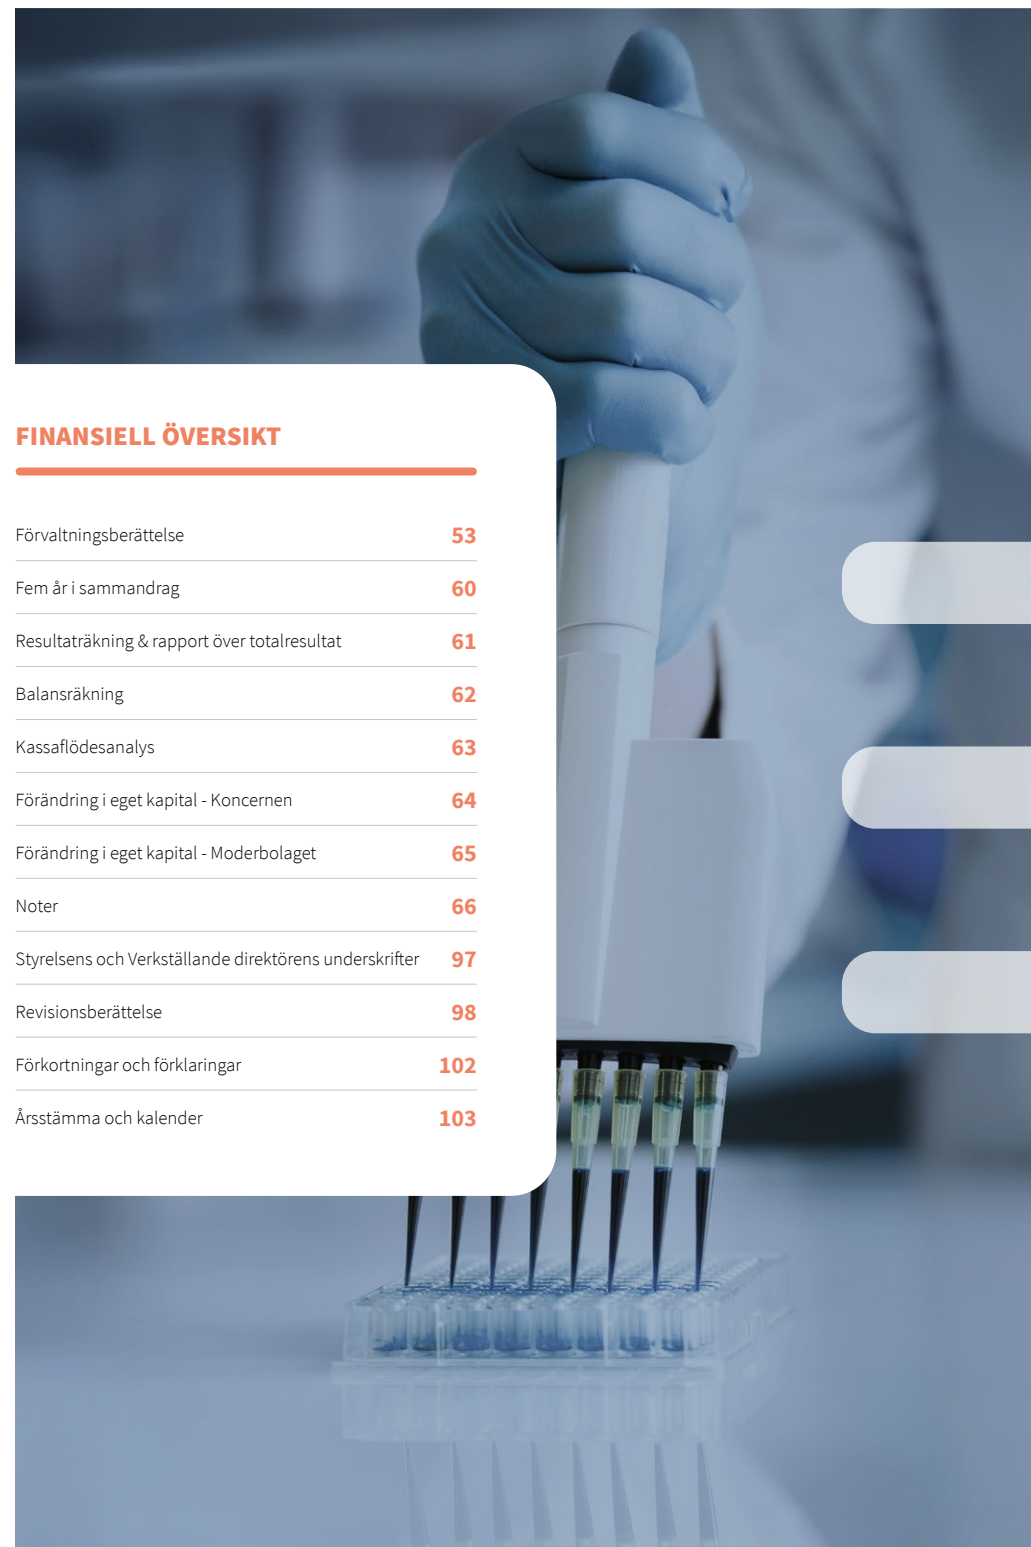 FINANSIELL ÖVERSIKT
Förvaltningsberättelse 53
Fem år i sammandrag 60
Resultaträkning & rapport över totalresultat 61
Balansräkning 62
Kassaflödesanalys 63
Förändring i eget kapital - Koncernen 64
Förändring i eget kapital - Moderbolaget 65
Noter 66
Styrelsens och Verkställande direktörens underskrifter 97
Revisionsberättelse 98
Förkortningar och förklaringar 102
Årsstämma och kalender 103